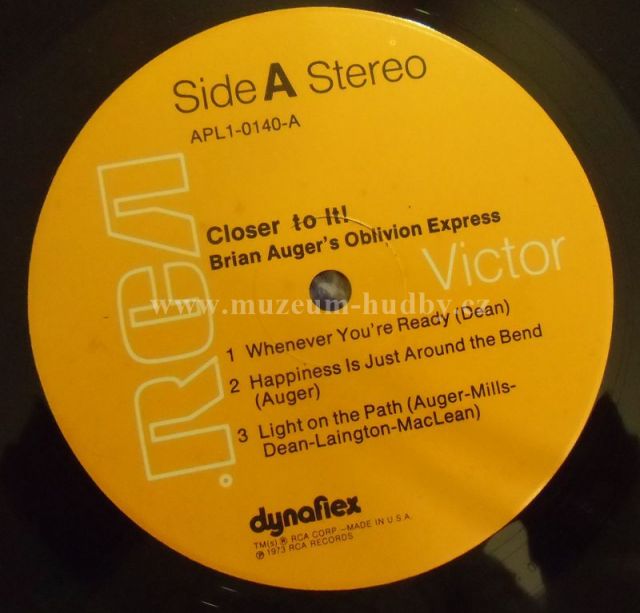 Side A Stereo
APL1-0140-A
RCA
Closer to It!
Brian Auger's Oblivion Express
Victor
www.muzeum-hudby.cz
1 Whenever You're Ready (Dean)
2 Happiness Is Just Around the Bend
(Auger)
3 Light on the Path (Auger-Mills-
Dean-Laington-MacLean)
dynaflex
TM(s) ® RCA CORP.-MADE IN U.S.A.
℗ 1973 RCA RECORDS